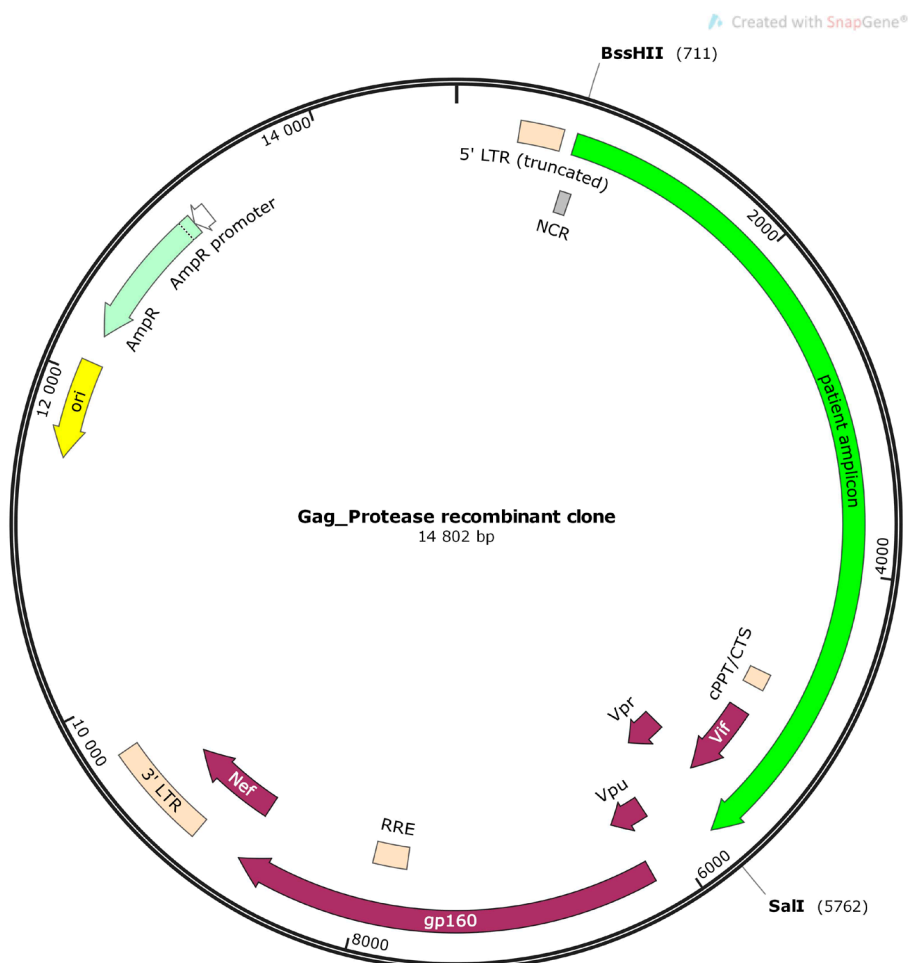 Created with SnapGene®
BssHII (711)
14 000
5' LTR (truncated)
NCR
2000
AmpR promoter
AmpR
12 000
ori
patient amplicon
Gag_Protease recombinant clone
14 802 bp
4000
cPPT/CTS
Vpr
Vif
10 000
3' LTR
Nef
Vpu
RRE
6000
SalI (5762)
gp160
8000